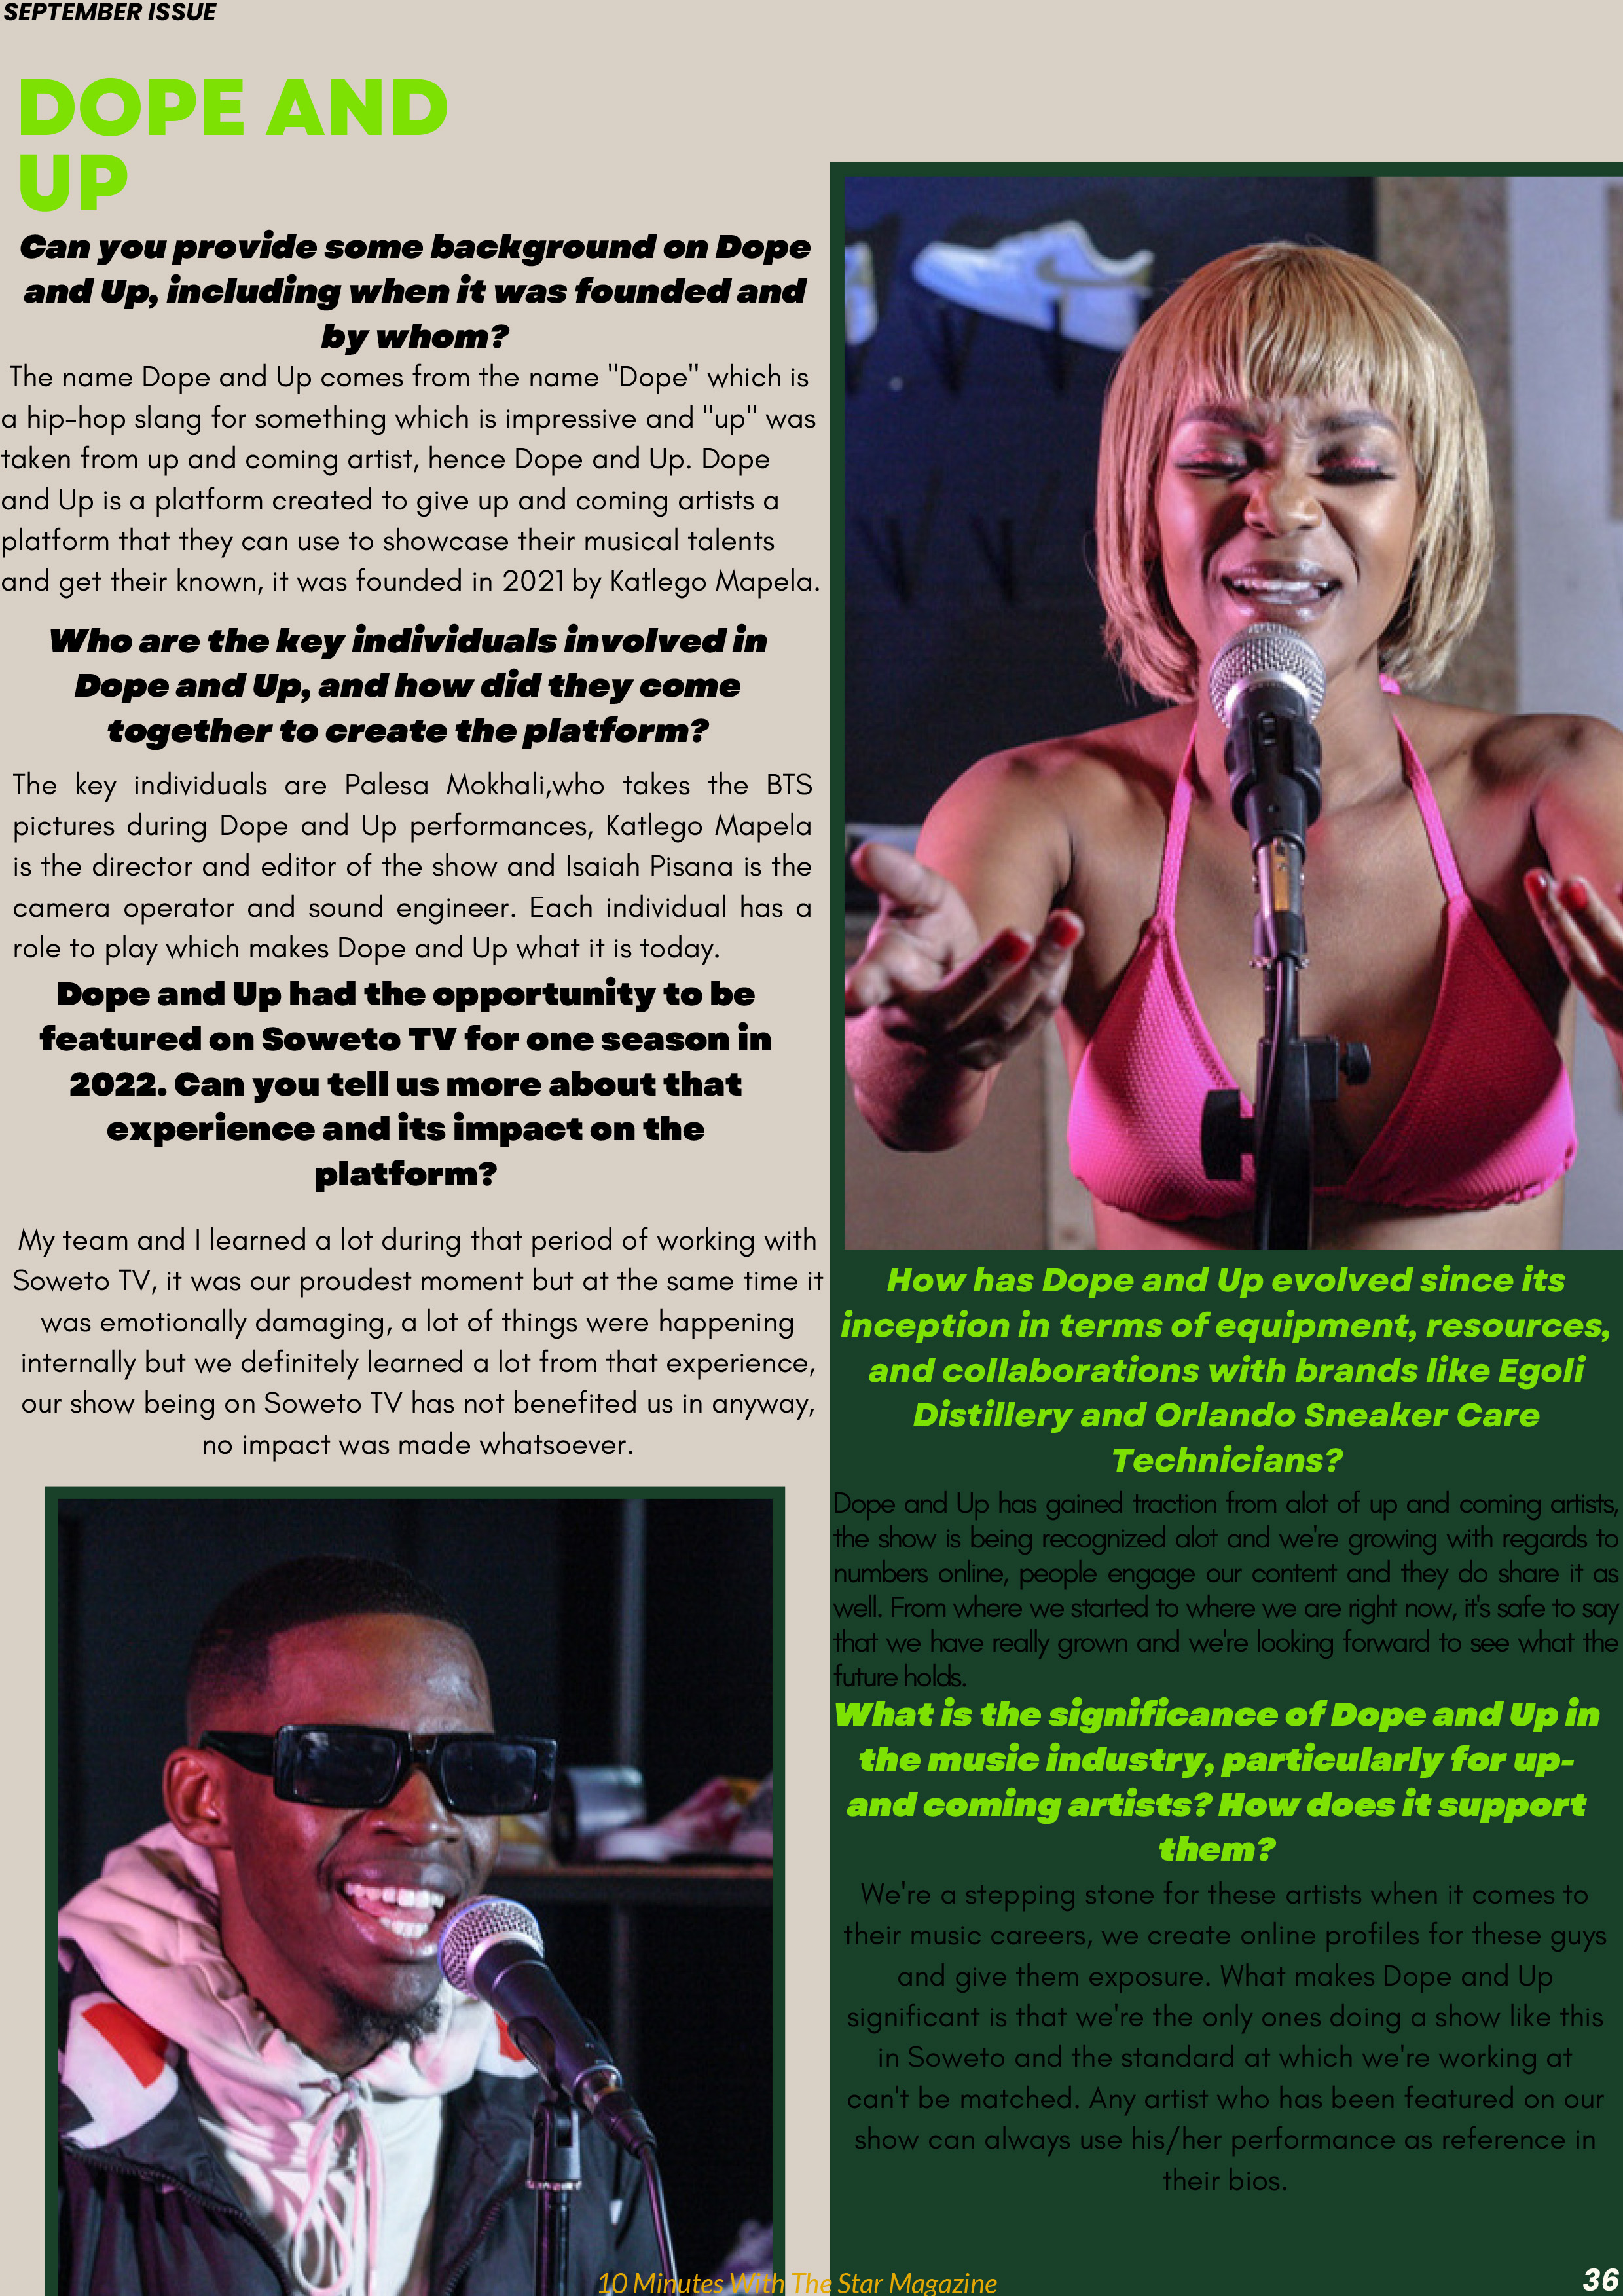 SEPTEMBER ISSUE
DOPE AND
UP
Can you provide some background on Dope
and Up, including when it was founded and
by whom?
The name Dope and Up comes from the name "Dope" which is
a hip-hop slang for something which is impressive and "up" was
taken from up and coming artist, hence Dope and Up. Dope
and Up is a platform created to give up and coming artists a
platform that they can use to showcase their musical talents
and get their known, it was founded in 2021 by Katlego Mapela.
Who are the key individuals involved in
Dope and Up, and how did they come
together to create the platform?
The key individuals are Palesa Mokhali,who takes the BTS
pictures during Dope and Up performances, Katlego Mapela
is the director and editor of the show and Isaiah Pisana is the
camera operator and sound engineer. Each individual has a
role to play which makes Dope and Up what it is today.
Dope and Up had the opportunity to be
featured on Soweto TV for one season in
2022. Can you tell us more about that
experience and its impact on the
platform?
My team and I learned a lot during that period of working with
Soweto TV, it was our proudest moment but at the same time it
was emotionally damaging, a lot of things were happening
internally but we definitely learned a lot from that experience,
our show being on Soweto TV has not benefited us in anyway,
no impact was made whatsoever.
How has Dope and Up evolved since its
inception in terms of equipment, resources,
and collaborations with brands like Egoli
Distillery and Orlando Sneaker Care
Technicians?
Dope and Up has gained traction from alot of up and coming artists,
the show is being recognized alot and we're growing with regards to
numbers online, people engage our content and they do share it as
well. From where we started to where we are right now, it's safe to say
that we have really grown and we're looking forward to see what the
future holds.
What is the significance of Dope and Up in
the music industry, particularly for up-
and coming artists? How does it support
them?
We're a stepping stone for these artists when it comes to
their music careers, we create online profiles for these guys
and give them exposure. What makes Dope and Up
significant is that we're the only ones doing a show like this
in Soweto and the standard at which we're working at
can't be matched. Any artist who has been featured on our
show can always use his/her performance as reference in
their bios.
10 Minutes With The Star Magazine
36